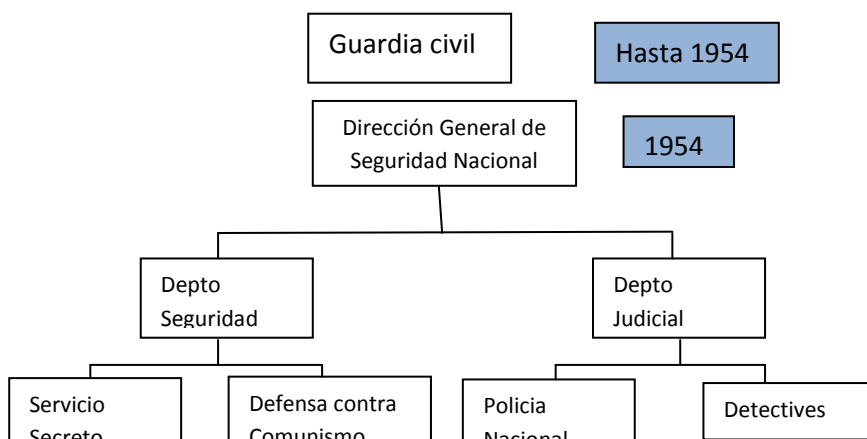 Guardia civil
Hasta 1954
Dirección General de
Seguridad Nacional
1954
Depto
Seguridad
Depto
Judicial
Servicio
Secreto
Defensa contra
Comunismo
Policia
Nacional
Detectives